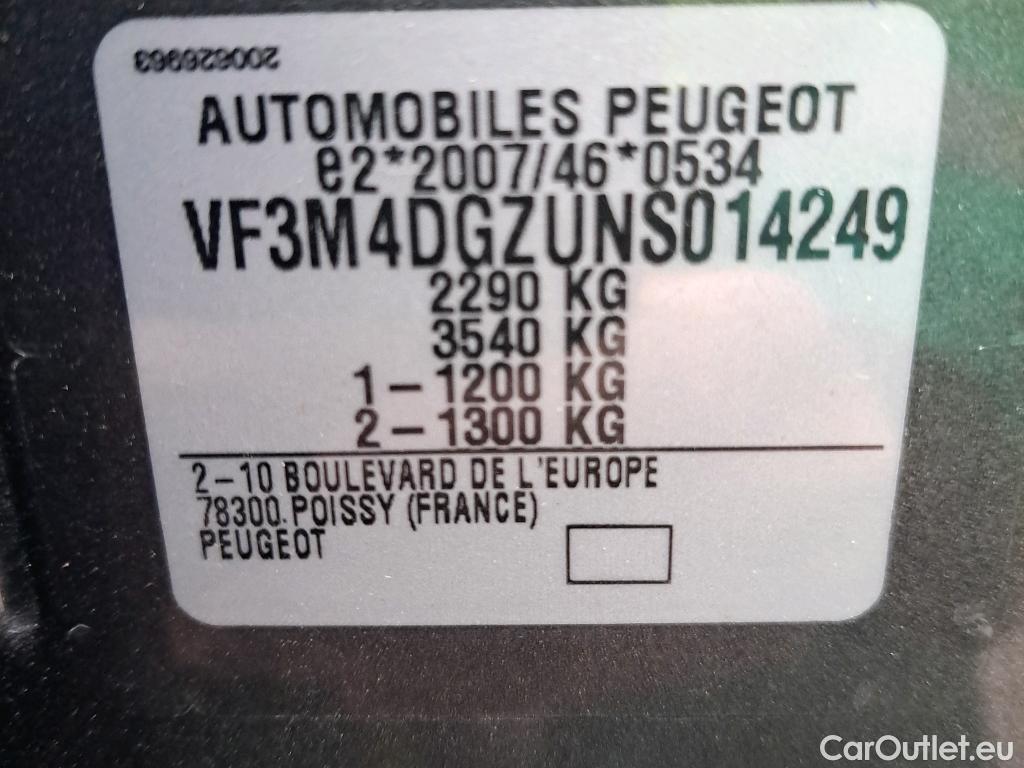 200626963
AUTOMOBILES PEUGEOT
e2*2007/46*0534
VF3M4DGZUNS014249
2290 KG
3540 KG
1-1200 KG
2-1300 KG
2-10 BOULEVARD DE L'EUROPE
78300 POISSY (FRANCE)
PEUGEOT
CarOutlet.eu